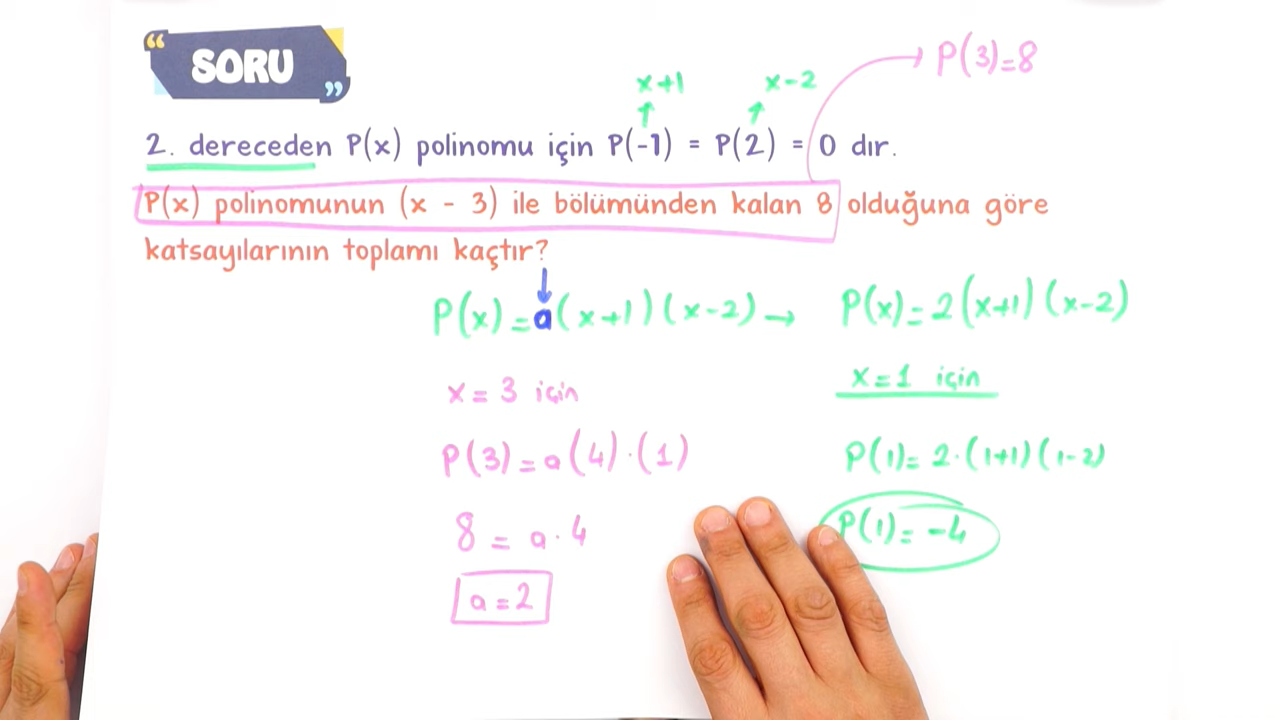 “ SORU ”
P(3)=8
x+1 x-2
2. dereceden P(x) polinomu için P(-1) = P(2) = 0 dır.
P(x) polinomunun (x - 3) ile bölümünden kalan 8 olduğuna göre
katsayılarının toplamı kaçtır?
P(x)=a(x+1)(x-2)→
x=3 için
P(3)=a(4)·(1)
8=a·4
a=2
P(x)=2(x+1)(x-2)
x=1 için
P(1)=2·(1+1)(1-2)
P(1)=-4